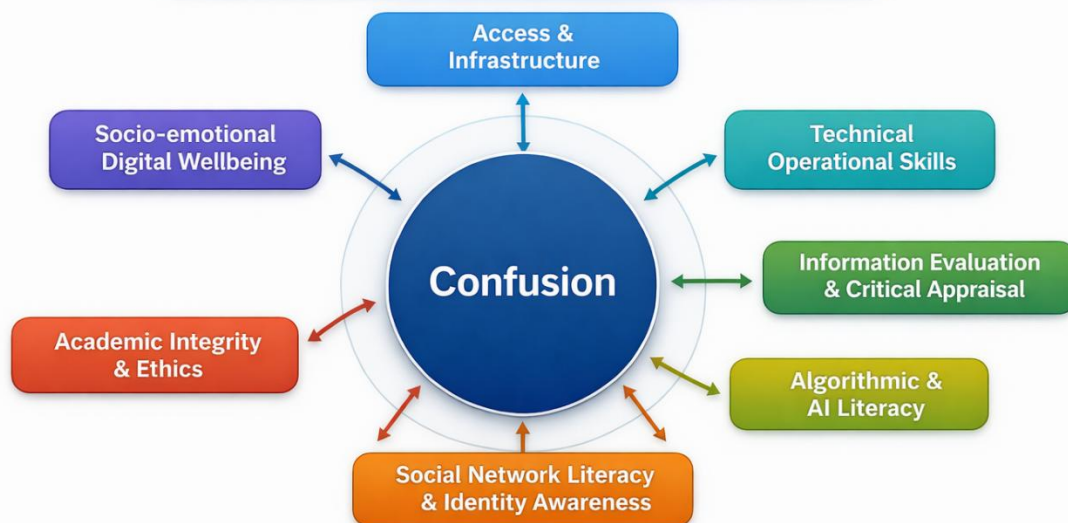 Access &
Infrastructure
Socio-emotional
Digital Wellbeing
Technical
Operational Skills
Confusion
Information Evaluation
& Critical Appraisal
Academic Integrity
& Ethics
Algorithmic &
AI Literacy
Social Network Literacy
& Identity Awareness